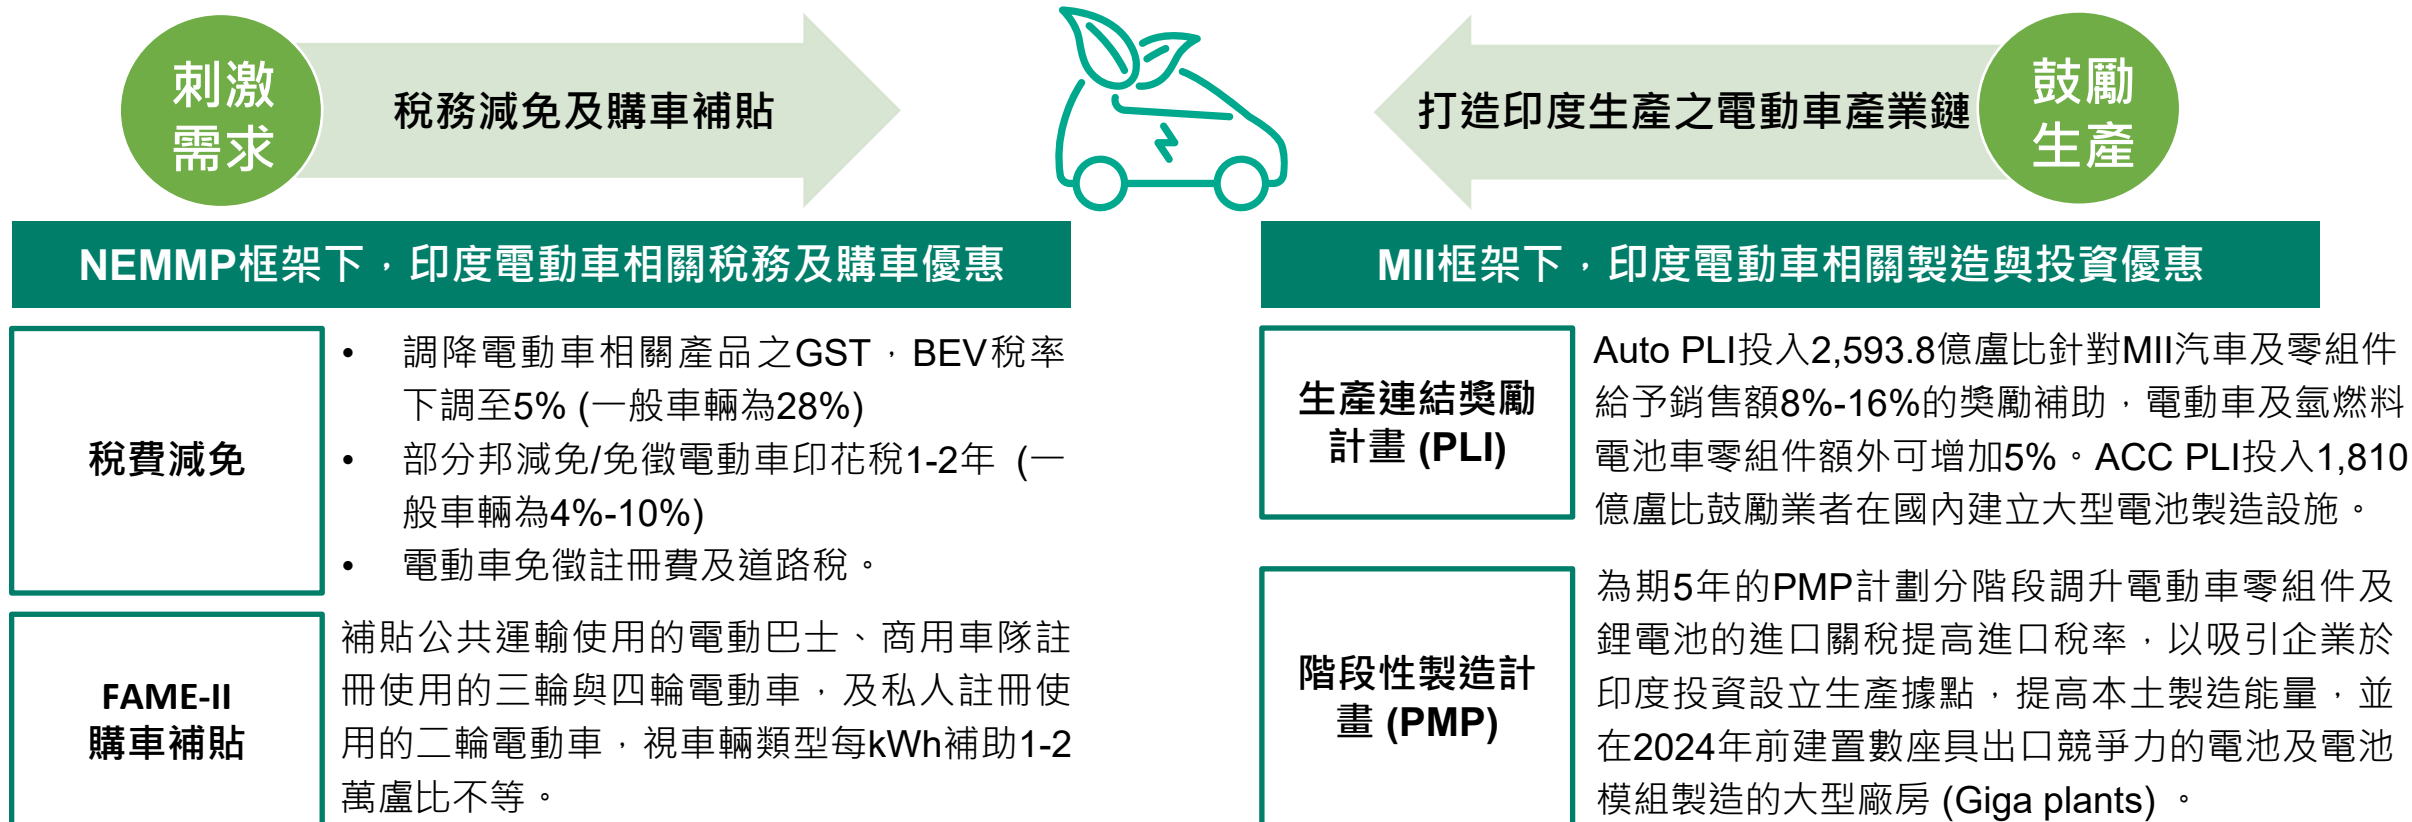 刺激
需求
稅務減免及購車補貼
打造印度生產之電動車產業鏈
鼓勵
生產
NEMMP框架下，印度電動車相關稅務及購車優惠
稅費減免
• 調降電動車相關產品之GST，BEV稅率
下調至5% (一般車輛為28%)
• 部分邦減免/免徵電動車印花稅1-2年 (一
般車輛為4%-10%)
• 電動車免徵註冊費及道路稅。
FAME-II
購車補貼
補貼公共運輸使用的電動巴士、商用車隊註
冊使用的三輪與四輪電動車，及私人註冊使
用的二輪電動車，視車輛類型每kWh補助1-2
萬盧比不等。
MII框架下，印度電動車相關製造與投資優惠
生產連結獎勵
計畫 (PLI)
Auto PLI投入2,593.8億盧比針對MII汽車及零組件
給予銷售額8%-16%的獎勵補助，電動車及氫燃料
電池車零組件額外可增加5%。ACC PLI投入1,810
億盧比鼓勵業者在國內建立大型電池製造設施。
階段性製造計
畫 (PMP)
為期5年的PMP計劃分階段調升電動車零組件及
鋰電池的進口關稅提高進口稅率，以吸引企業於
印度投資設立生產據點，提高本土製造能量，並
在2024年前建置數座具出口競爭力的電池及電池
模組製造的大型廠房 (Giga plants) 。